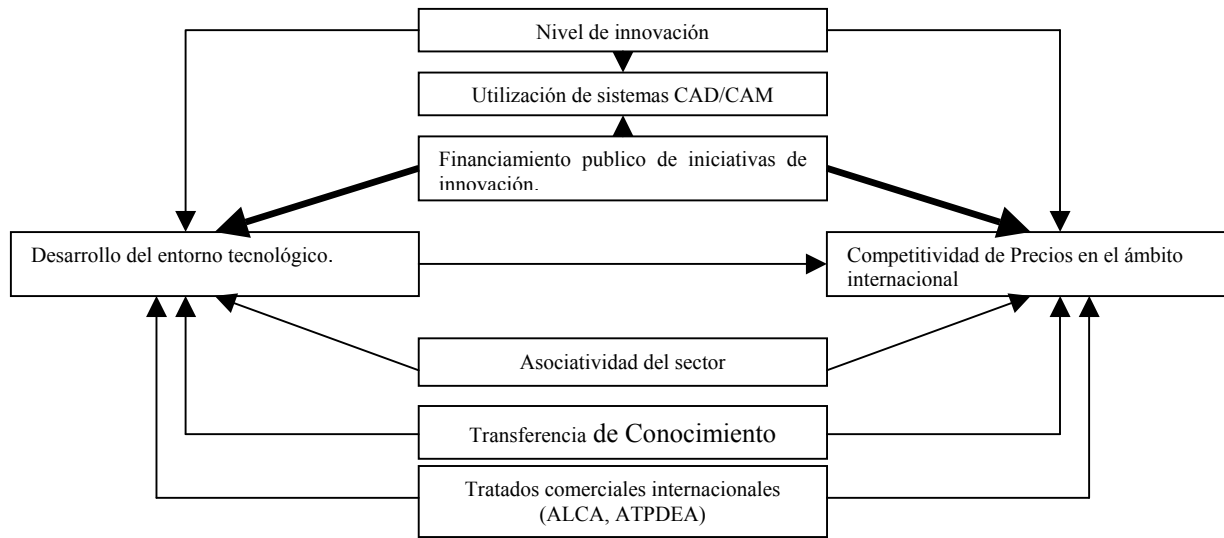 Nivel de innovación
Utilización de sistemas CAD/CAM
Financiamiento publico de iniciativas de
innovación.
Desarrollo del entorno tecnológico.
Competitividad de Precios en el ámbito
internacional
Asociatividad del sector
Transferencia de Conocimiento
Tratados comerciales internacionales
(ALCA, ATPDEA)